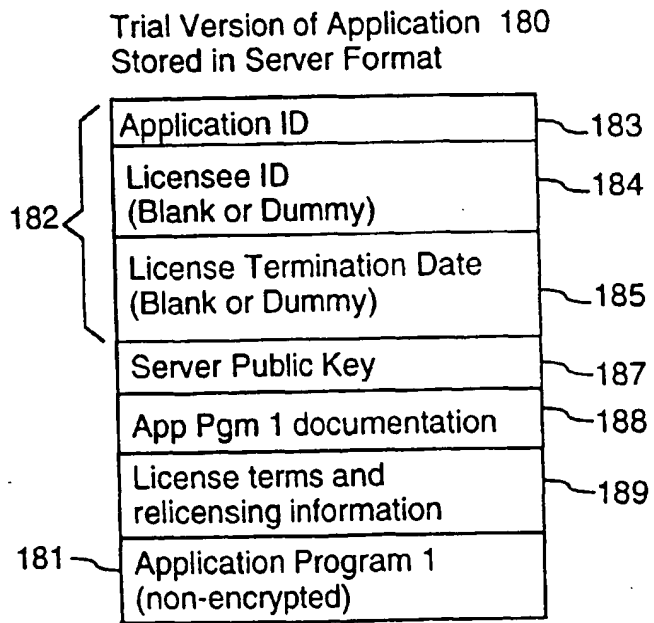 Trial Version of Application 180
Stored in Server Format
Application ID
183
Licensee ID
(Blank or Dummy)
184
182
License Termination Date
(Blank or Dummy)
185
Server Public Key
187
App Pgm 1 documentation
188
License terms and
relicensing information
189
181
Application Program 1
(non-encrypted)